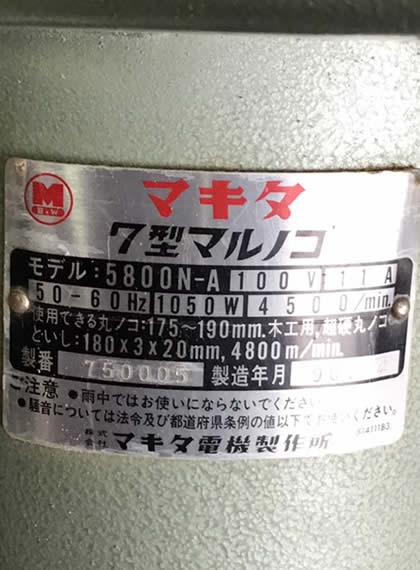 M
B&W
マキタ
7型マルノコ
モデル:5800N-A 100V 11A
50-60Hz 1050W 4500/min.
使用できる丸ノコ:175~190mm.木工用,超硬丸ノコ
といし:180×3×20mm,4800m/min.
製番 750005 製造年月
ご注意 ●雨中ではお使いにならないでください
●騒音については法令及び都道府県条例の値以下でお使いください。
株式会社 マキタ電機製作所